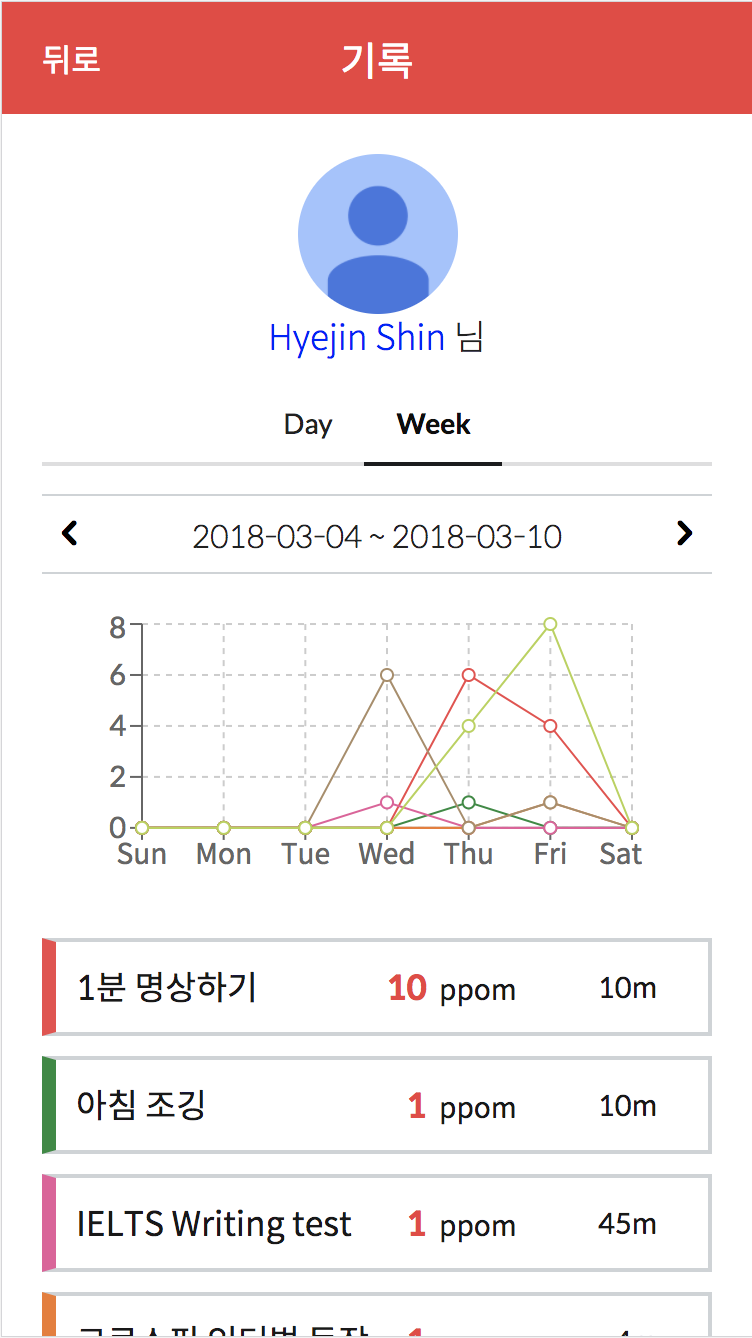 뒤로 기록
Hyejin Shin 님
Day Week
2018-03-04 ~ 2018-03-10
8
6
4
2
0
Sun Mon Tue Wed Thu Fri Sat
1분 명상하기 10 ppom 10m
아침 조깅 1 ppom 10m
IELTS Writing test 1 ppom 45m